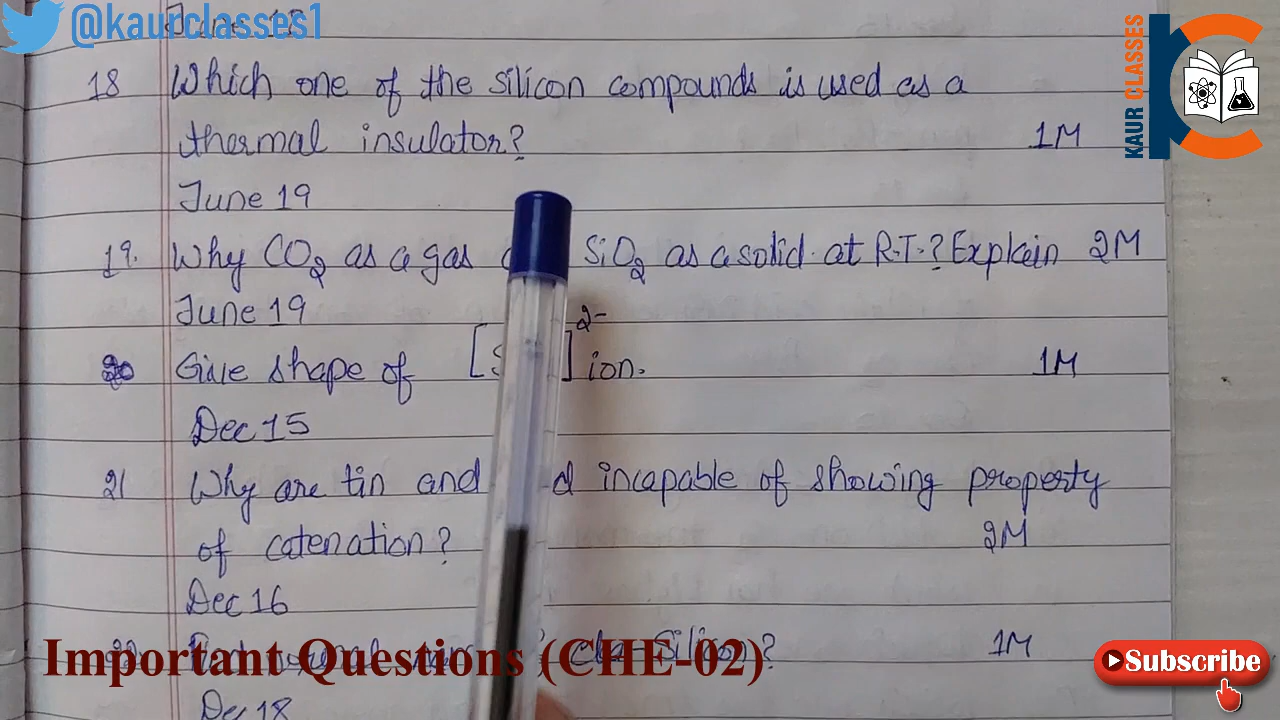 @kaurclasses1
KAUR CLASSES
18 Which one of the silicon compounds is used as a
thermal insulator? 1M
June 19
19. Why CO2 as a gas SiO2 as a solid at R.T.? Explain 2M
June 19
20 Give shape of [ ]2- ion. 1M
Dec 15
21 Why are tin and incapable of showing property
of catenation? 2M
Dec 16
Important Questions (CHE-02)
Silicon? 1M
Dec 18
Subscribe